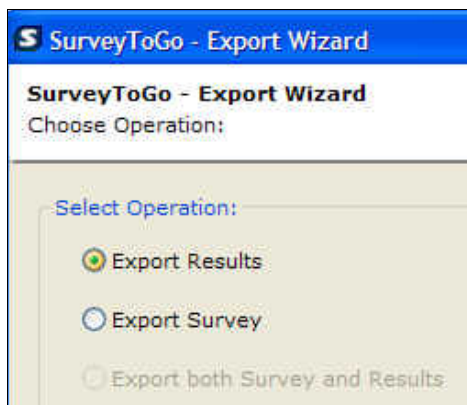 SurveyToGo - Export Wizard
SurveyToGo - Export Wizard
Choose Operation:
Select Operation:
Export Results
Export Survey
Export both Survey and Results